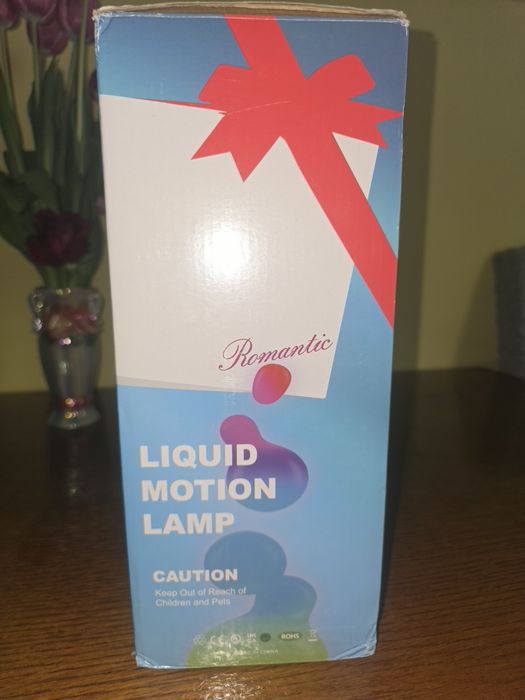 Romantic
LIQUID
MOTION
LAMP
CAUTION
Keep Out of Reach of
Children and Pets
ROHS